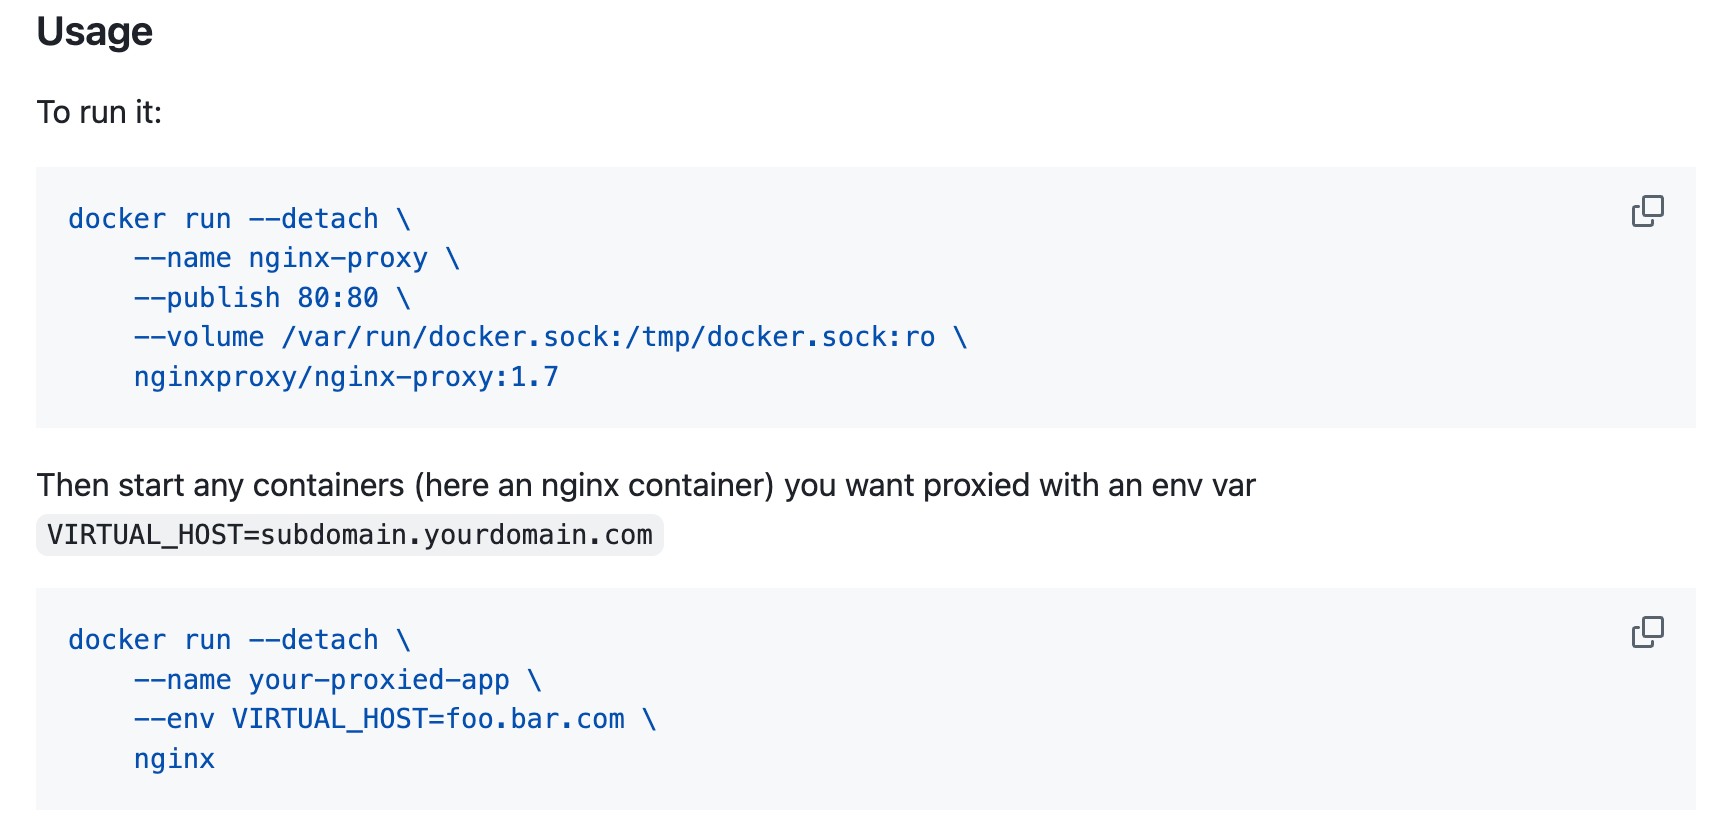 Usage
To run it:
docker run --detach \
    --name nginx-proxy \
    --publish 80:80 \
    --volume /var/run/docker.sock:/tmp/docker.sock:ro \
    nginxproxy/nginx-proxy:1.7
Then start any containers (here an nginx container) you want proxied with an env var
VIRTUAL_HOST=subdomain.yourdomain.com
docker run --detach \
    --name your-proxied-app \
    --env VIRTUAL_HOST=foo.bar.com \
    nginx